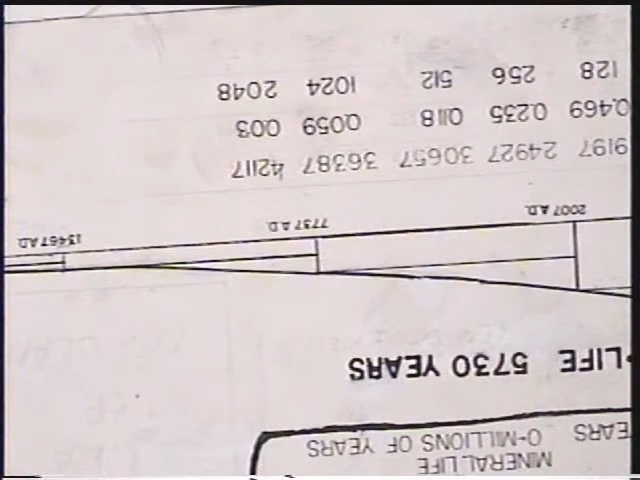 MINERAL LIFE
EARS 0-MILLIONS OF YEARS
-LIFE 5730 YEARS
2007 A.D. 7737 A.D. 13467 A.D.
9197 24927 30657 36387 42117
0.469 0.235 0.118 0.059 0.03
128 256 512 1024 2048